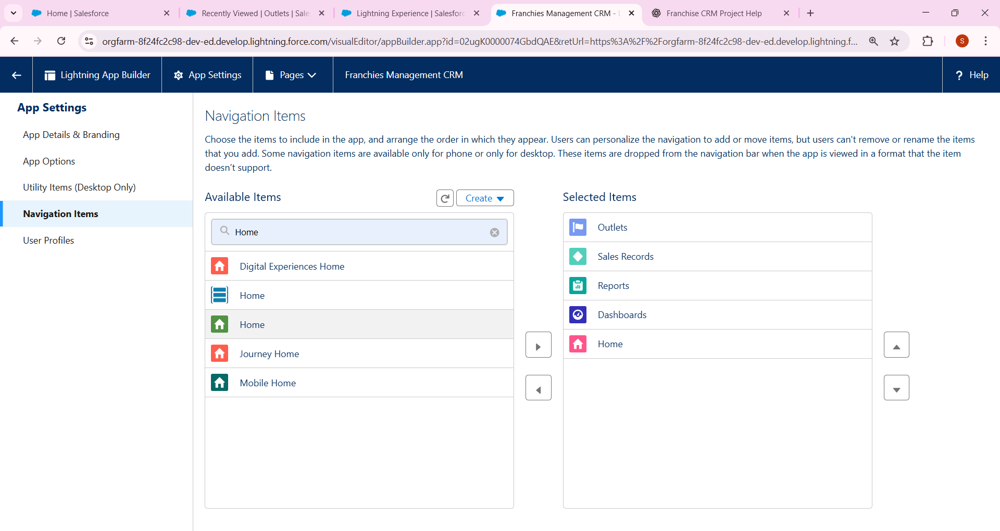 Home | Salesforce
Recently Viewed | Outlets | Sale
Lightning Experience | Salesforc
Franchies Management CRM -
Franchise CRM Project Help
orgfarm-8f24fc2c98-dev-ed.develop.lightning.force.com/visualEditor/appBuilder.app?id=02ugK0000074GbdQAE&retUrl=https%3A%2F%2Forgfarm-8f24fc2c98-dev-ed.develop.lightning.f...
S
Lightning App Builder
App Settings
Pages
Franchies Management CRM
? Help
App Settings
App Details & Branding
App Options
Utility Items (Desktop Only)
Navigation Items
User Profiles
Navigation Items
Choose the items to include in the app, and arrange the order in which they appear. Users can personalize the navigation to add or move items, but users can't remove or rename the items
that you add. Some navigation items are available only for phone or only for desktop. These items are dropped from the navigation bar when the app is viewed in a format that the item
doesn't support.
Available Items
Create
Home
Digital Experiences Home
Home
Home
Journey Home
Mobile Home
Selected Items
Outlets
Sales Records
Reports
Dashboards
Home